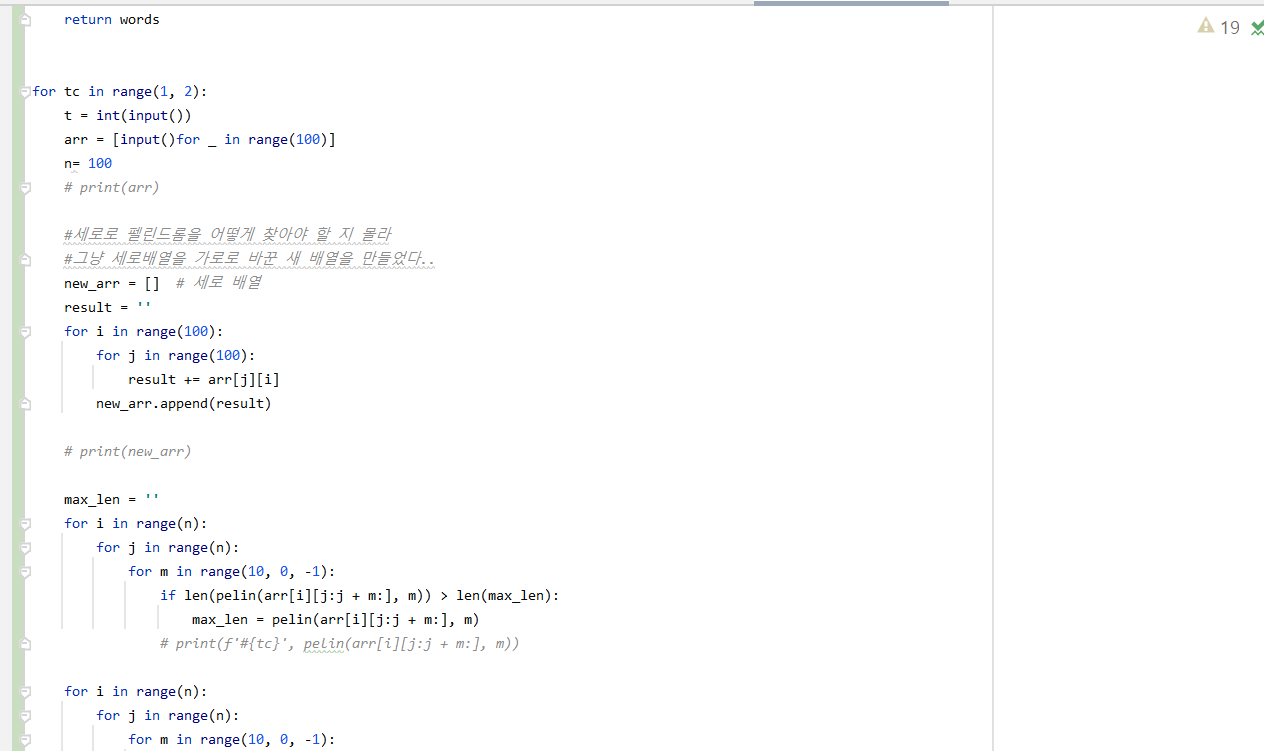 return words
19
for tc in range(1, 2):
t = int(input())
arr = [input()for _ in range(100)]
n= 100
# print(arr)
#세로로 펠린드롬을 어떻게 찾아야 할 지 몰라
#그냥 세로배열을 가로로 바꾼 새 배열을 만들었다..
new_arr = []  # 세로 배열
result = ''
for i in range(100):
for j in range(100):
result += arr[j][i]
new_arr.append(result)
# print(new_arr)
max_len = ''
for i in range(n):
for j in range(n):
for m in range(10, 0, -1):
if len(pelin(arr[i][j:j + m:], m)) > len(max_len):
max_len = pelin(arr[i][j:j + m:], m)
# print(f'#{tc}', pelin(arr[i][j:j + m:], m))
for i in range(n):
for j in range(n):
for m in range(10, 0, -1):